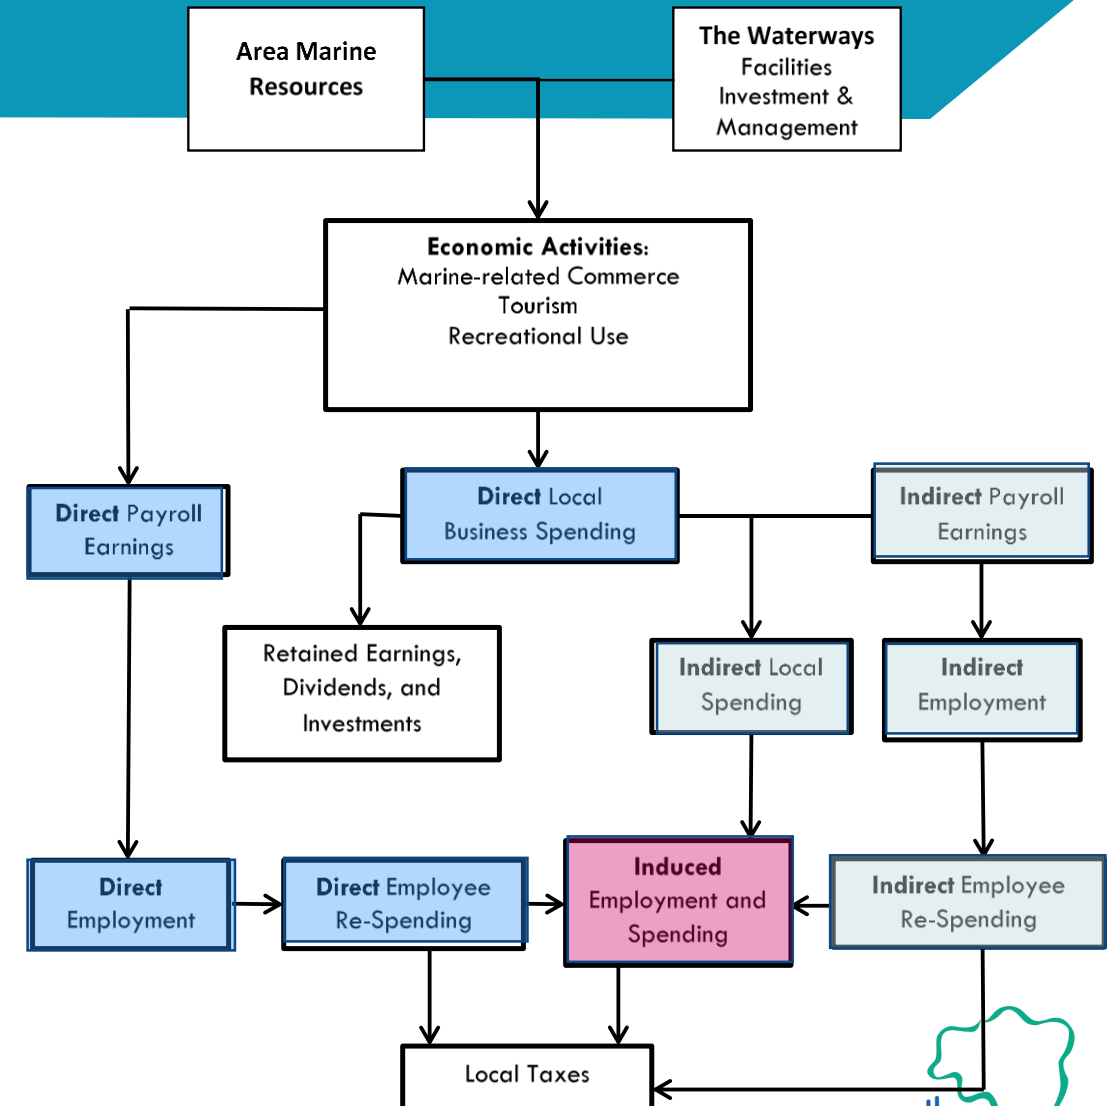 Area Marine
Resources
The Waterways
Facilities
Investment &
Management
Economic Activities:
Marine-related Commerce
Tourism
Recreational Use
Direct Payroll
Earnings
Direct Local
Business Spending
Indirect Payroll
Earnings
Retained Earnings,
Dividends, and
Investments
Indirect Local
Spending
Indirect
Employment
Direct
Employment
Direct Employee
Re-Spending
Induced
Employment and
Spending
Indirect Employee
Re-Spending
Local Taxes